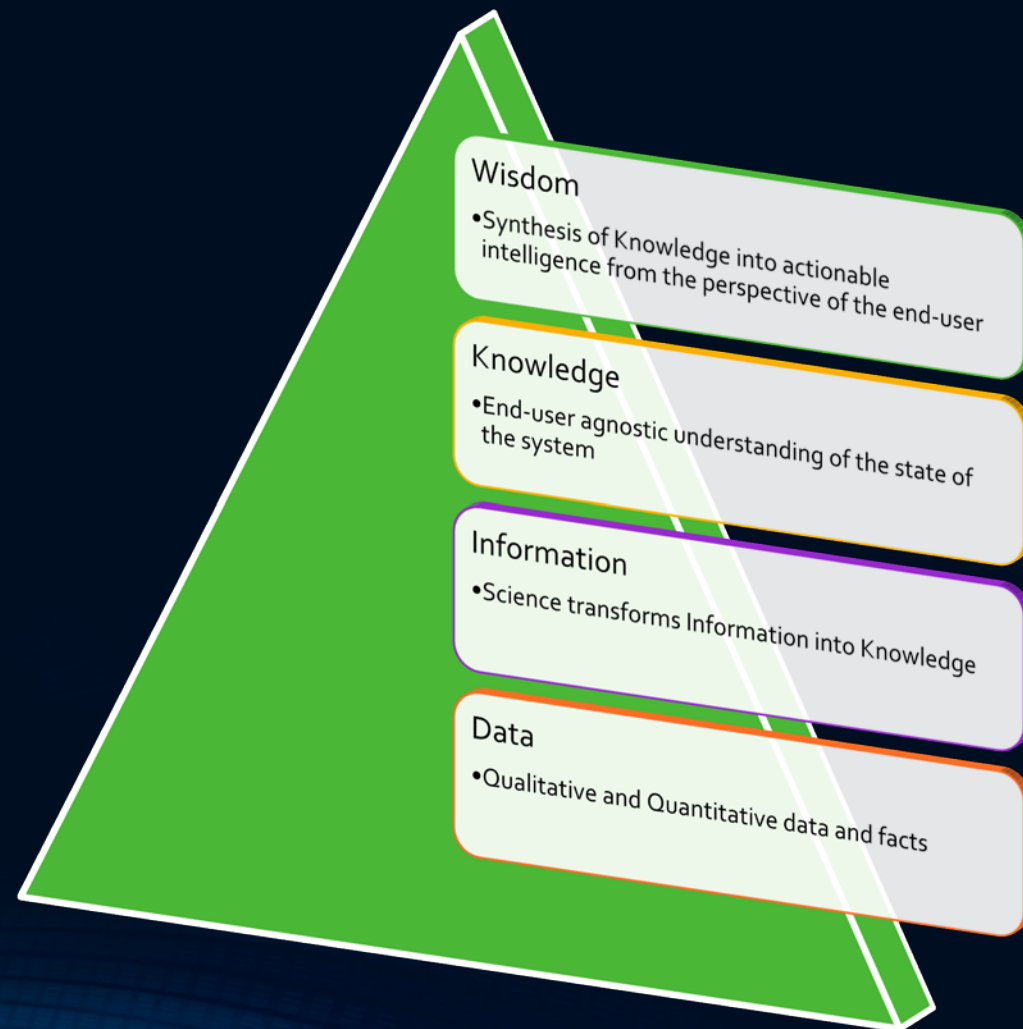 Wisdom
•Synthesis of Knowledge into actionable
intelligence from the perspective of the end-user
Knowledge
•End-user agnostic understanding of the state of
the system
Information
•Science transforms Information into Knowledge
Data
•Qualitative and Quantitative data and facts